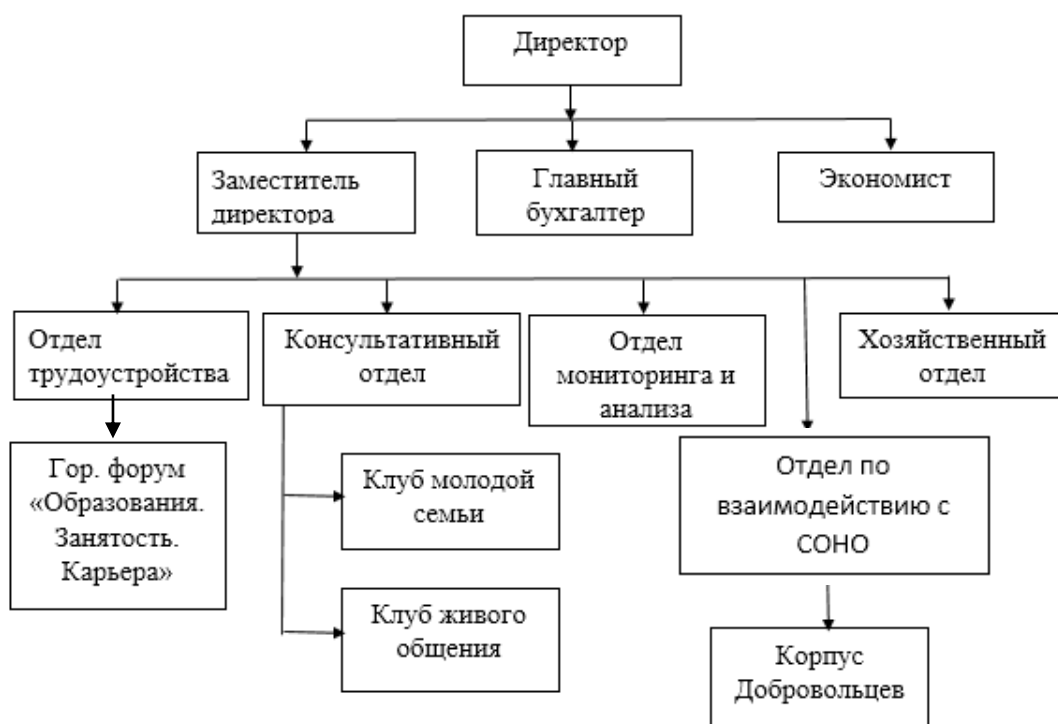 Директор
Заместитель
директора
Главный
бухгалтер
Экономист
Отдел
трудоустройства
Консультативный
отдел
Отдел
мониторинга и
анализа
Хозяйственный
отдел
Гор. форум
«Образования.
Занятость.
Карьера»
Клуб молодой
семьи
Отдел по
взаимодействию с
СОНО
Клуб живого
общения
Корпус
Добровольцев